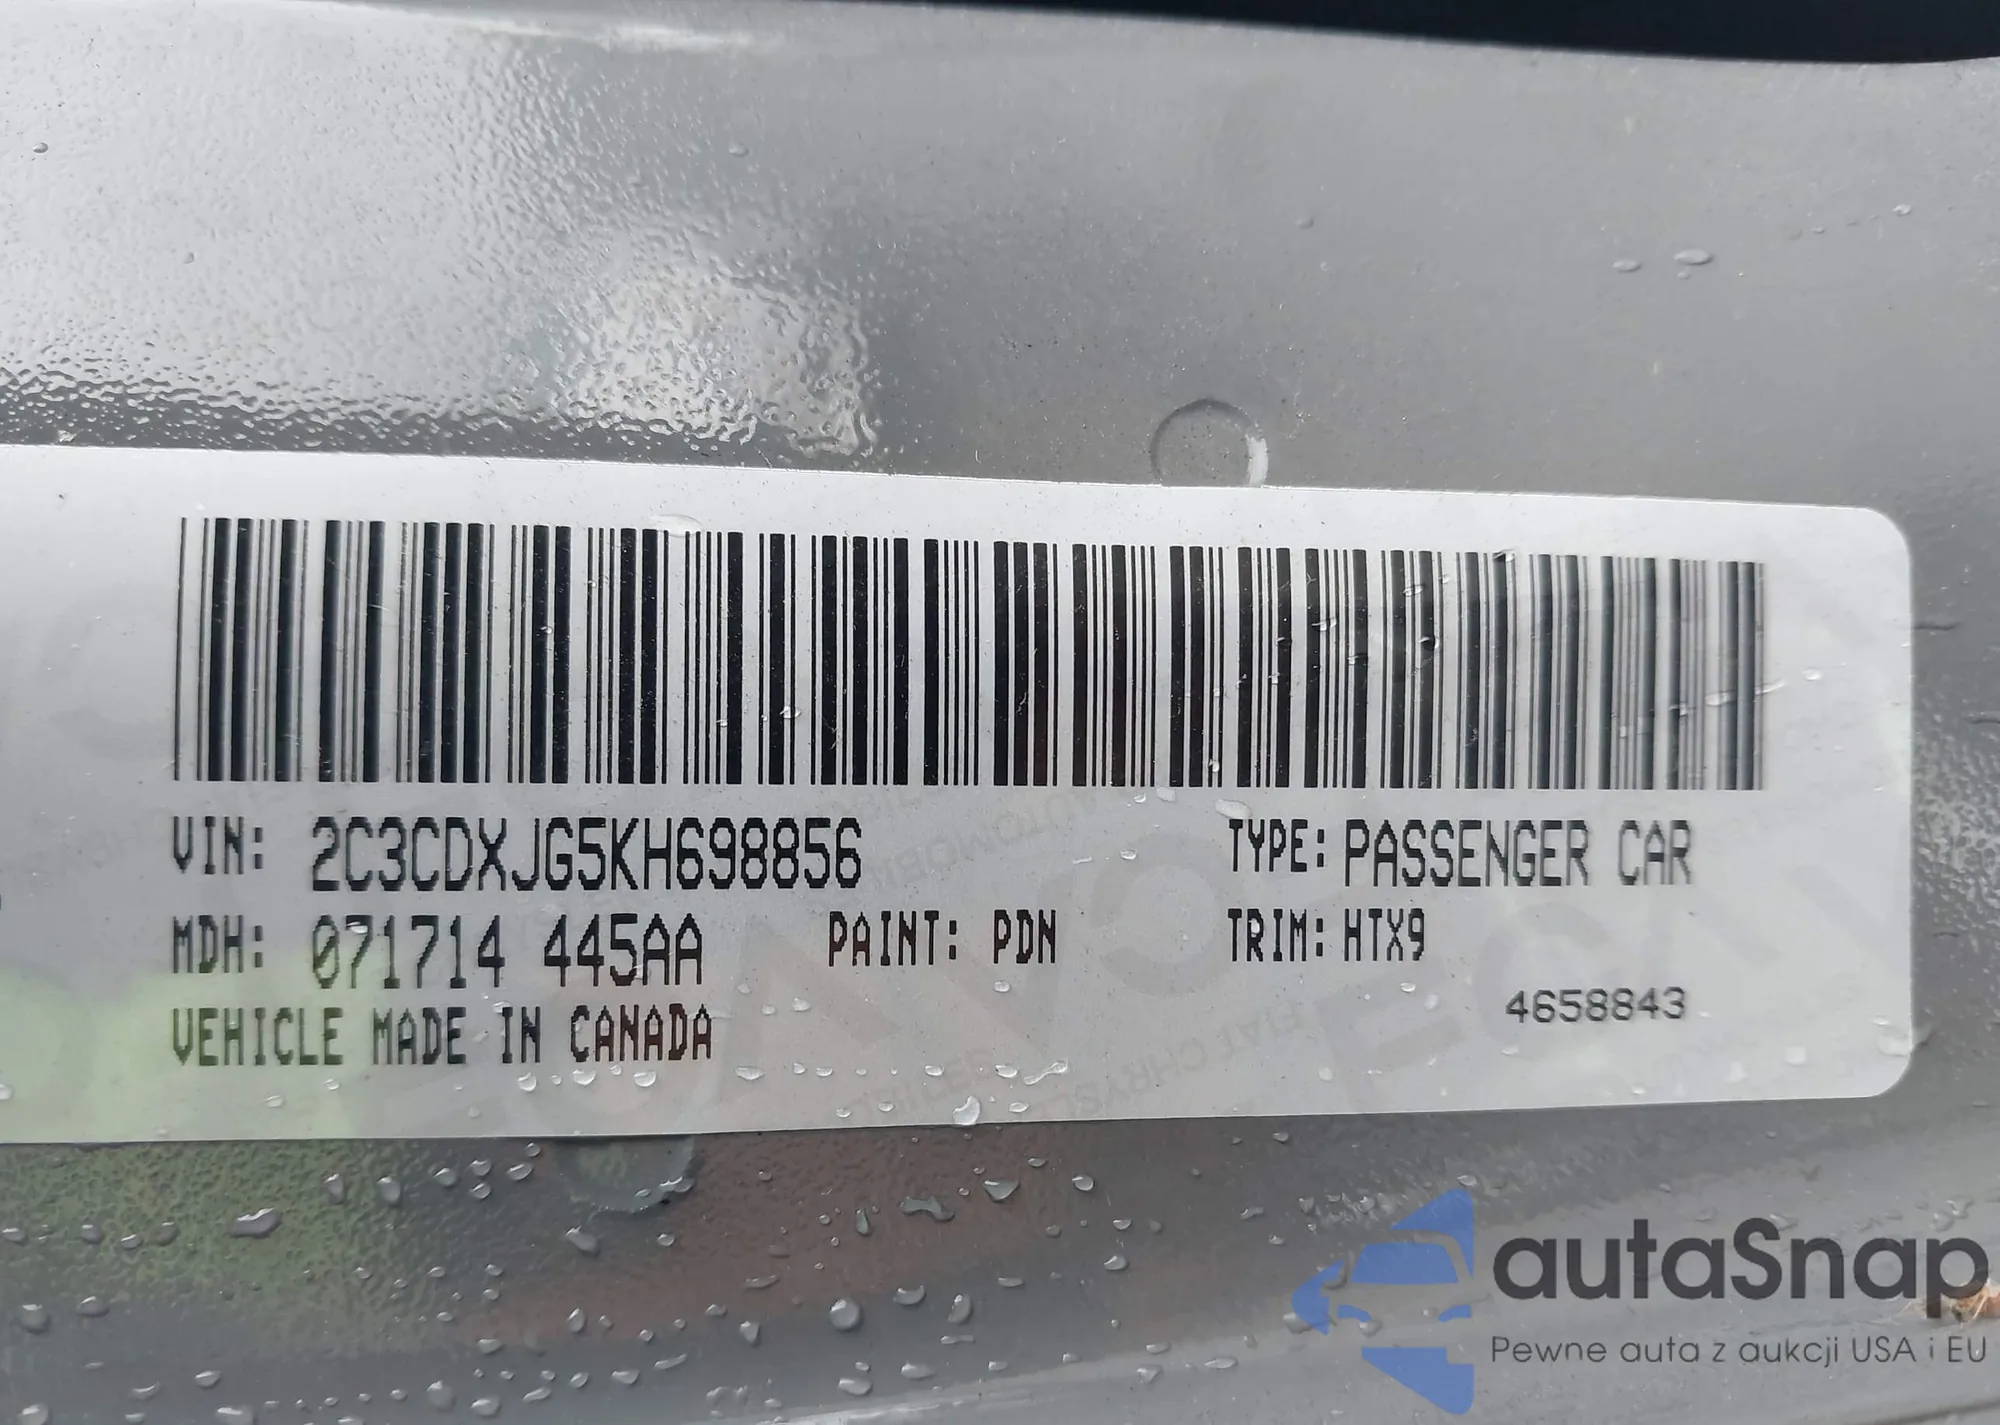 VIN: 2C3CDXJG5KH698856 TYPE: PASSENGER CAR
MDH: 071714 445AA PAINT: PDN TRIM: HTX9
4658843
VEHICLE MADE IN CANADA
autaSnap
Pewne auta z aukcji USA i EU